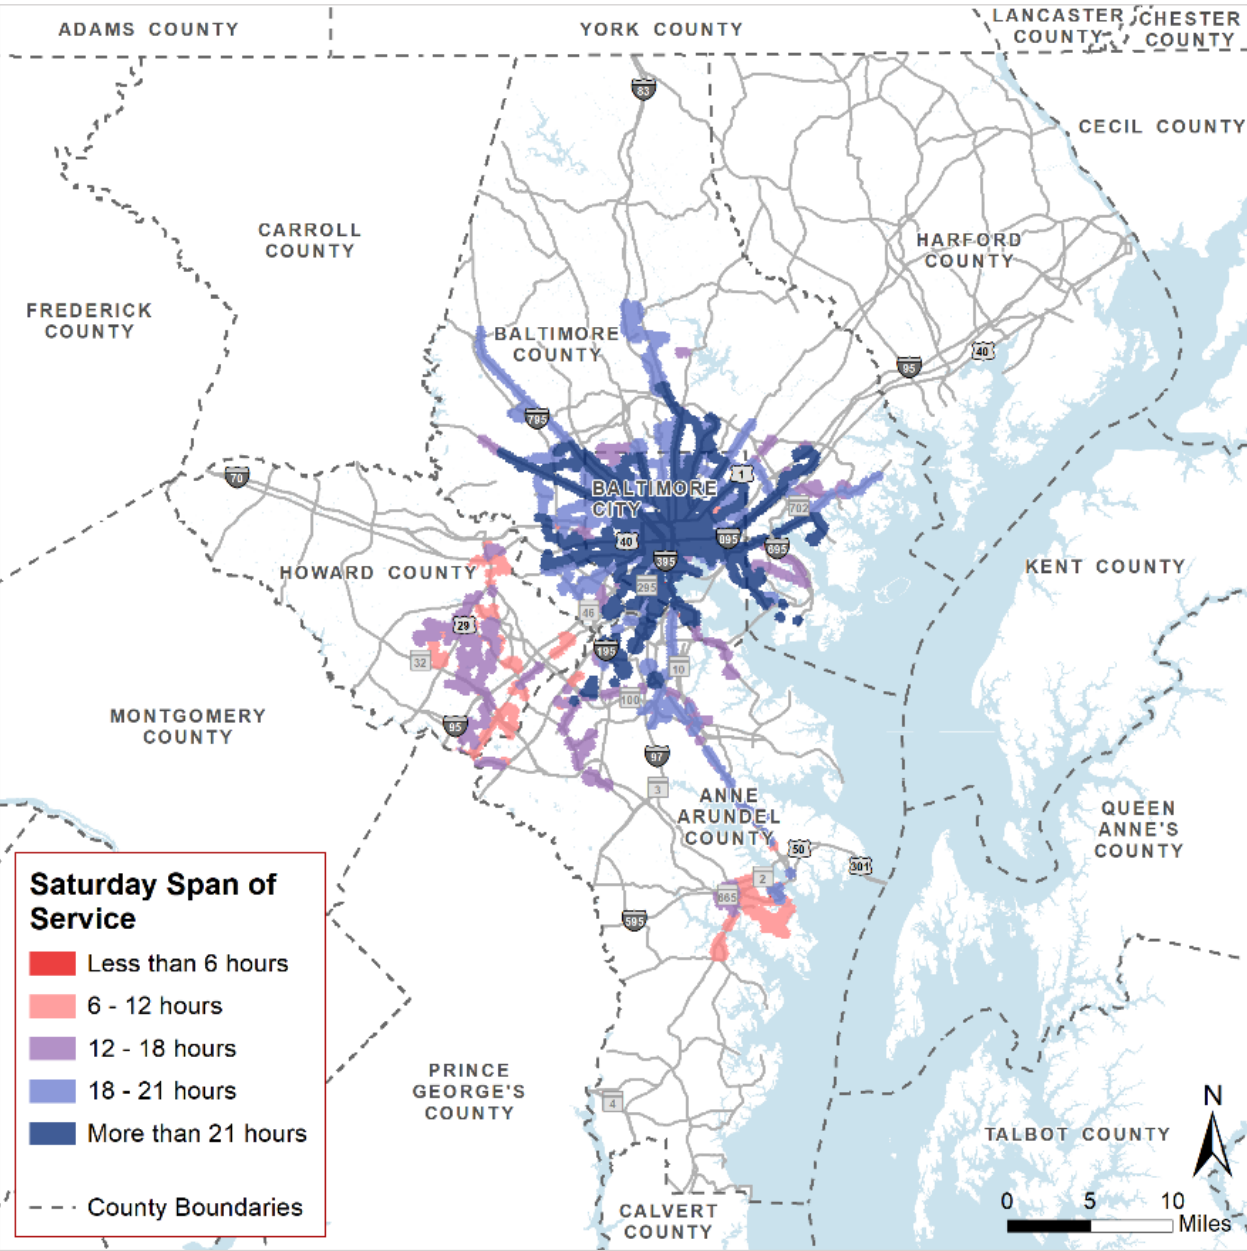 ADAMS COUNTY
YORK COUNTY
LANCASTER
COUNTY
CHESTER
COUNTY
83
CECIL COUNTY
CARROLL
COUNTY
HARFORD
COUNTY
FREDERICK
COUNTY
BALTIMORE
COUNTY
40
95
795
70
1
BALTIMORE
CITY
702
40
895
695
395
HOWARD COUNTY
KENT COUNTY
295
46
29
32
195
10
100
MONTGOMERY
COUNTY
95
97
3
ANNE
ARUNDEL
COUNTY
QUEEN
ANNE'S
COUNTY
50
301
2
665
595
Saturday Span of
Service
Less than 6 hours
6 - 12 hours
12 - 18 hours
18 - 21 hours
More than 21 hours
County Boundaries
PRINCE
GEORGE'S
COUNTY
4
TALBOT COUNTY
CALVERT
COUNTY
N
0 5 10
Miles